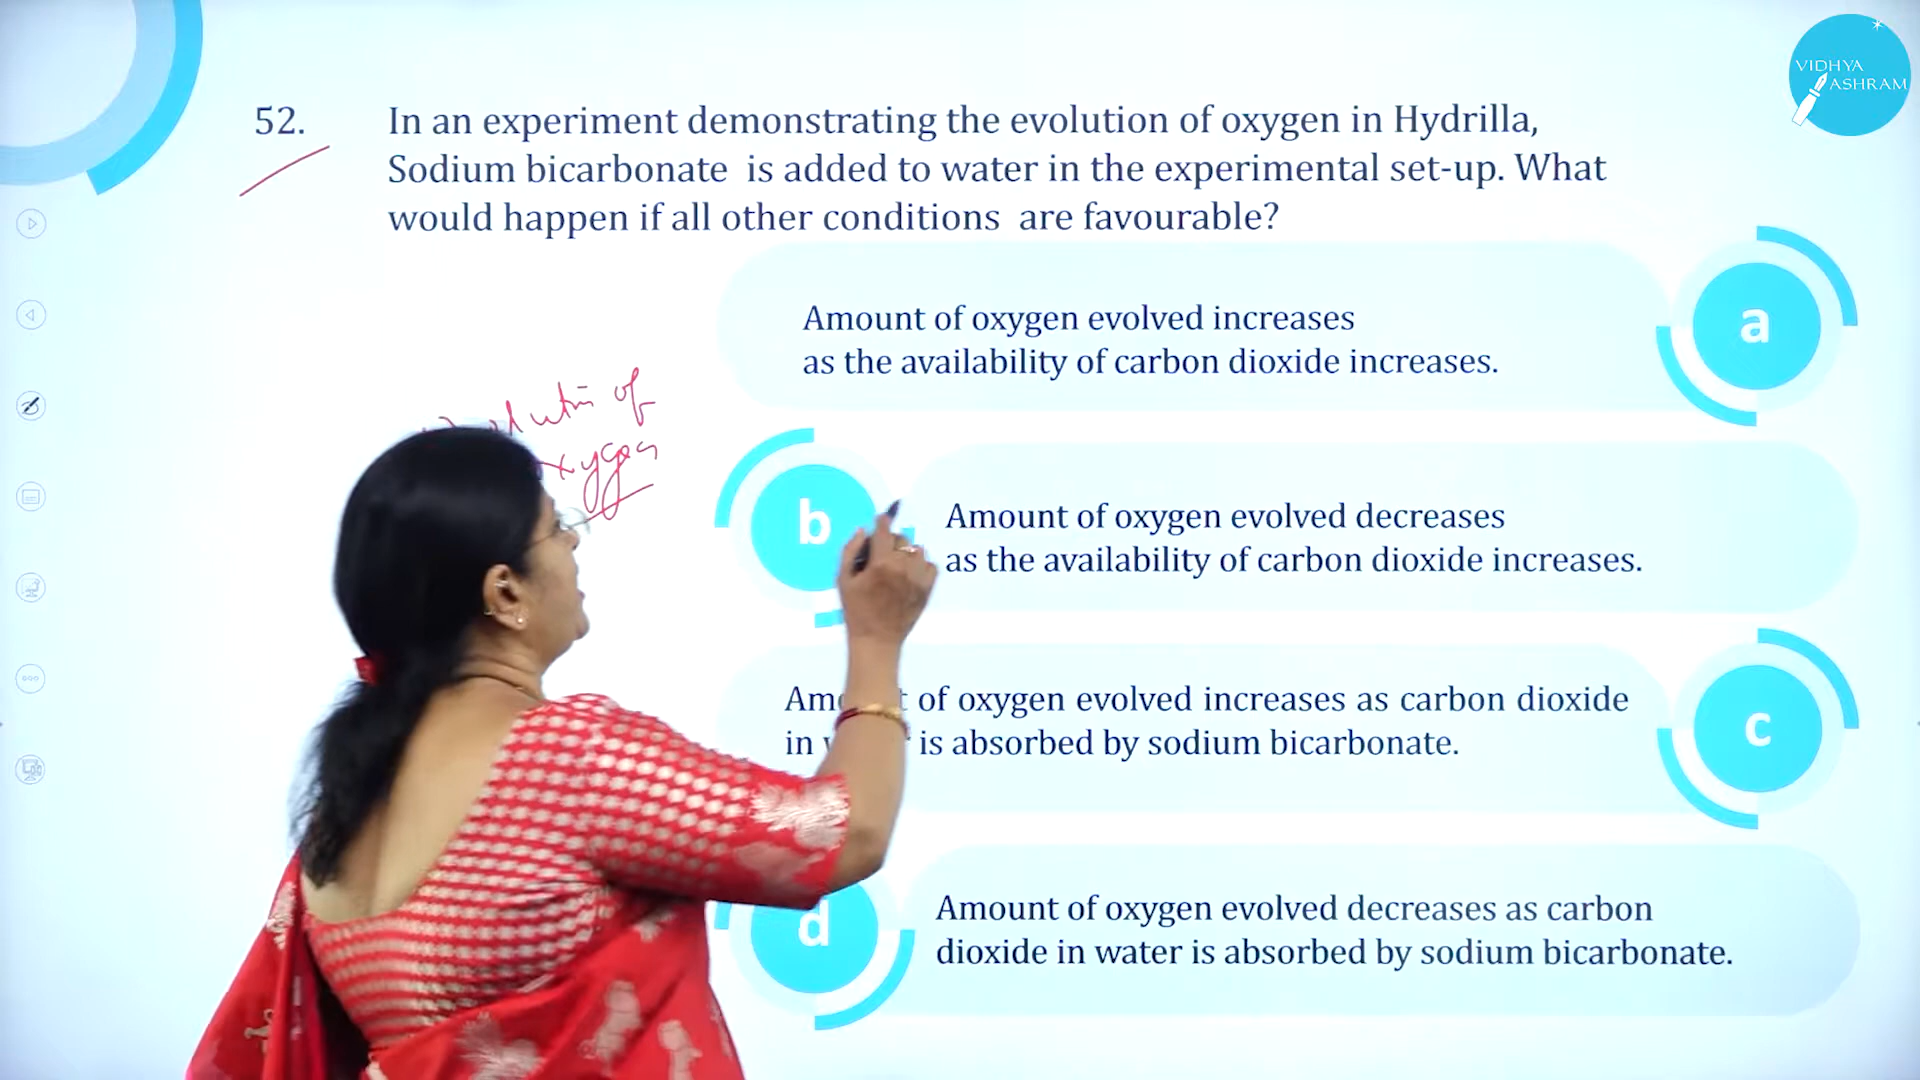 VIDHYA
ASHRAM
52. In an experiment demonstrating the evolution of oxygen in Hydrilla,
Sodium bicarbonate is added to water in the experimental set-up. What
would happen if all other conditions are favourable?
Amount of oxygen evolved increases
as the availability of carbon dioxide increases.
a
of
b
Amount of oxygen evolved decreases
as the availability of carbon dioxide increases.
of oxygen evolved increases as carbon dioxide
in is absorbed by sodium bicarbonate.
c
d
Amount of oxygen evolved decreases as carbon
dioxide in water is absorbed by sodium bicarbonate.